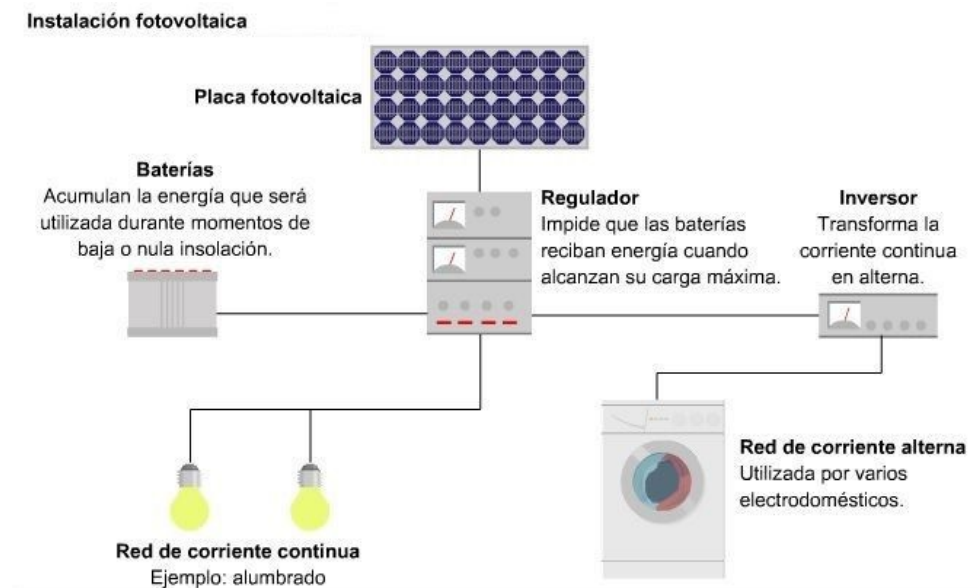 Instalación fotovoltaica
Placa fotovoltaica
Baterías
Acumulan la energía que será
utilizada durante momentos de
baja o nula insolación.
Regulador
Impide que las baterías
reciban energía cuando
alcanzan su carga máxima.
Inversor
Transforma la
corriente continua
en alterna.
Red de corriente alterna
Utilizada por varios
electrodomésticos.
Red de corriente continua
Ejemplo: alumbrado